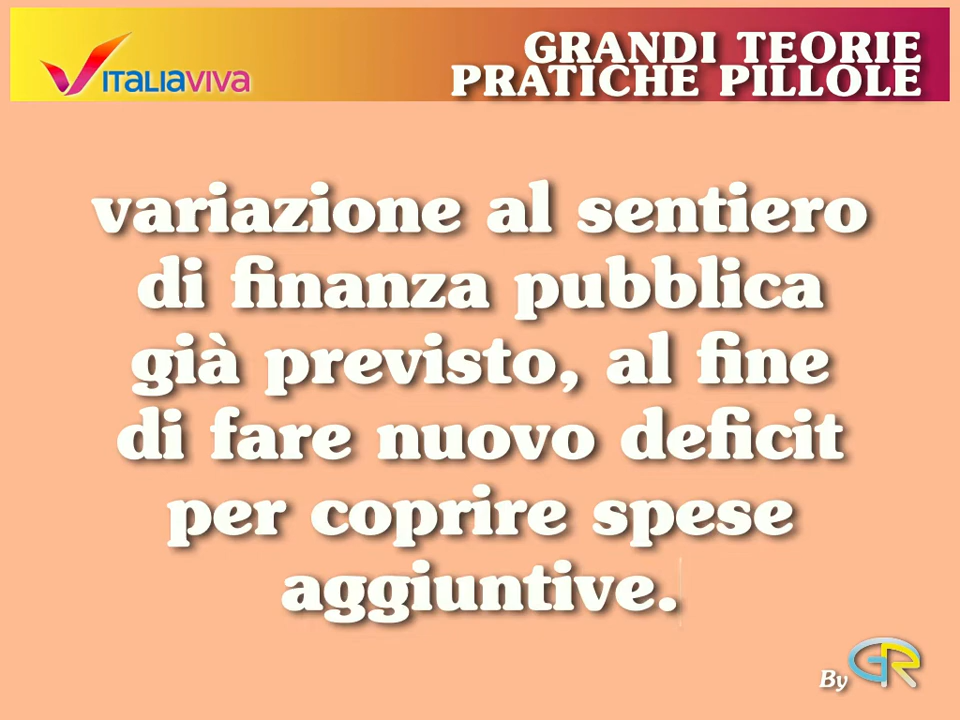 ITALIAVIVA
GRANDI TEORIE
PRATICHE PILLOLE
variazione al sentiero
di finanza pubblica
già previsto, al fine
di fare nuovo deficit
per coprire spese
aggiuntive.
By GR